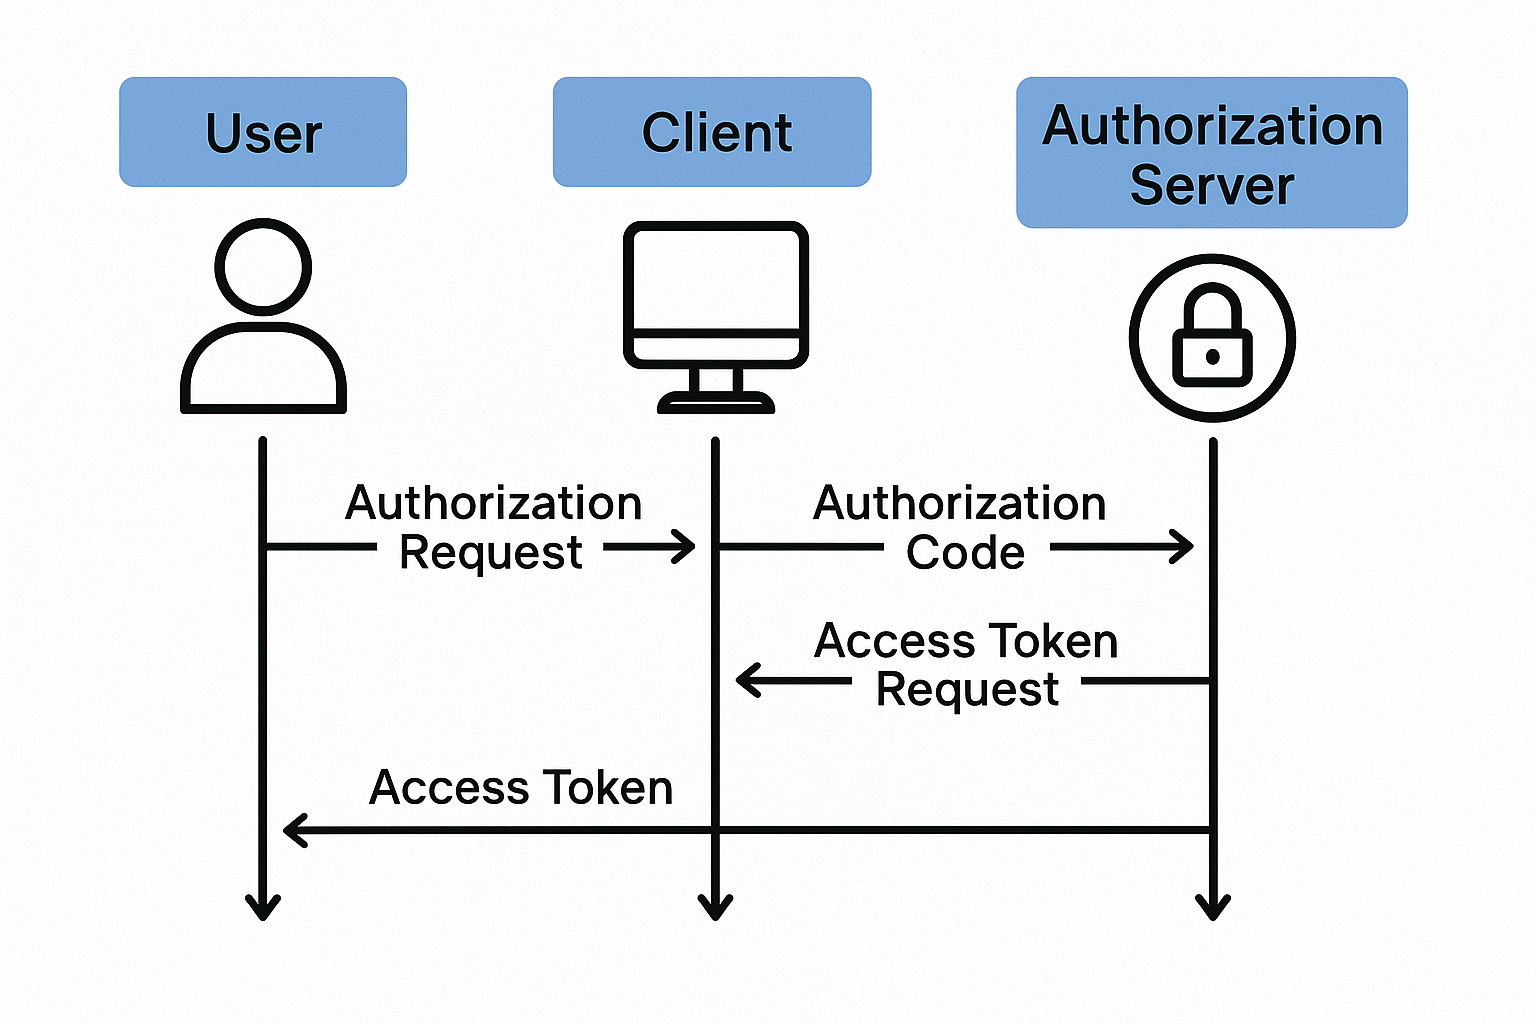 User
Client
Authorization
Server
Authorization
Request
Authorization
Code
Access Token
Request
Access Token